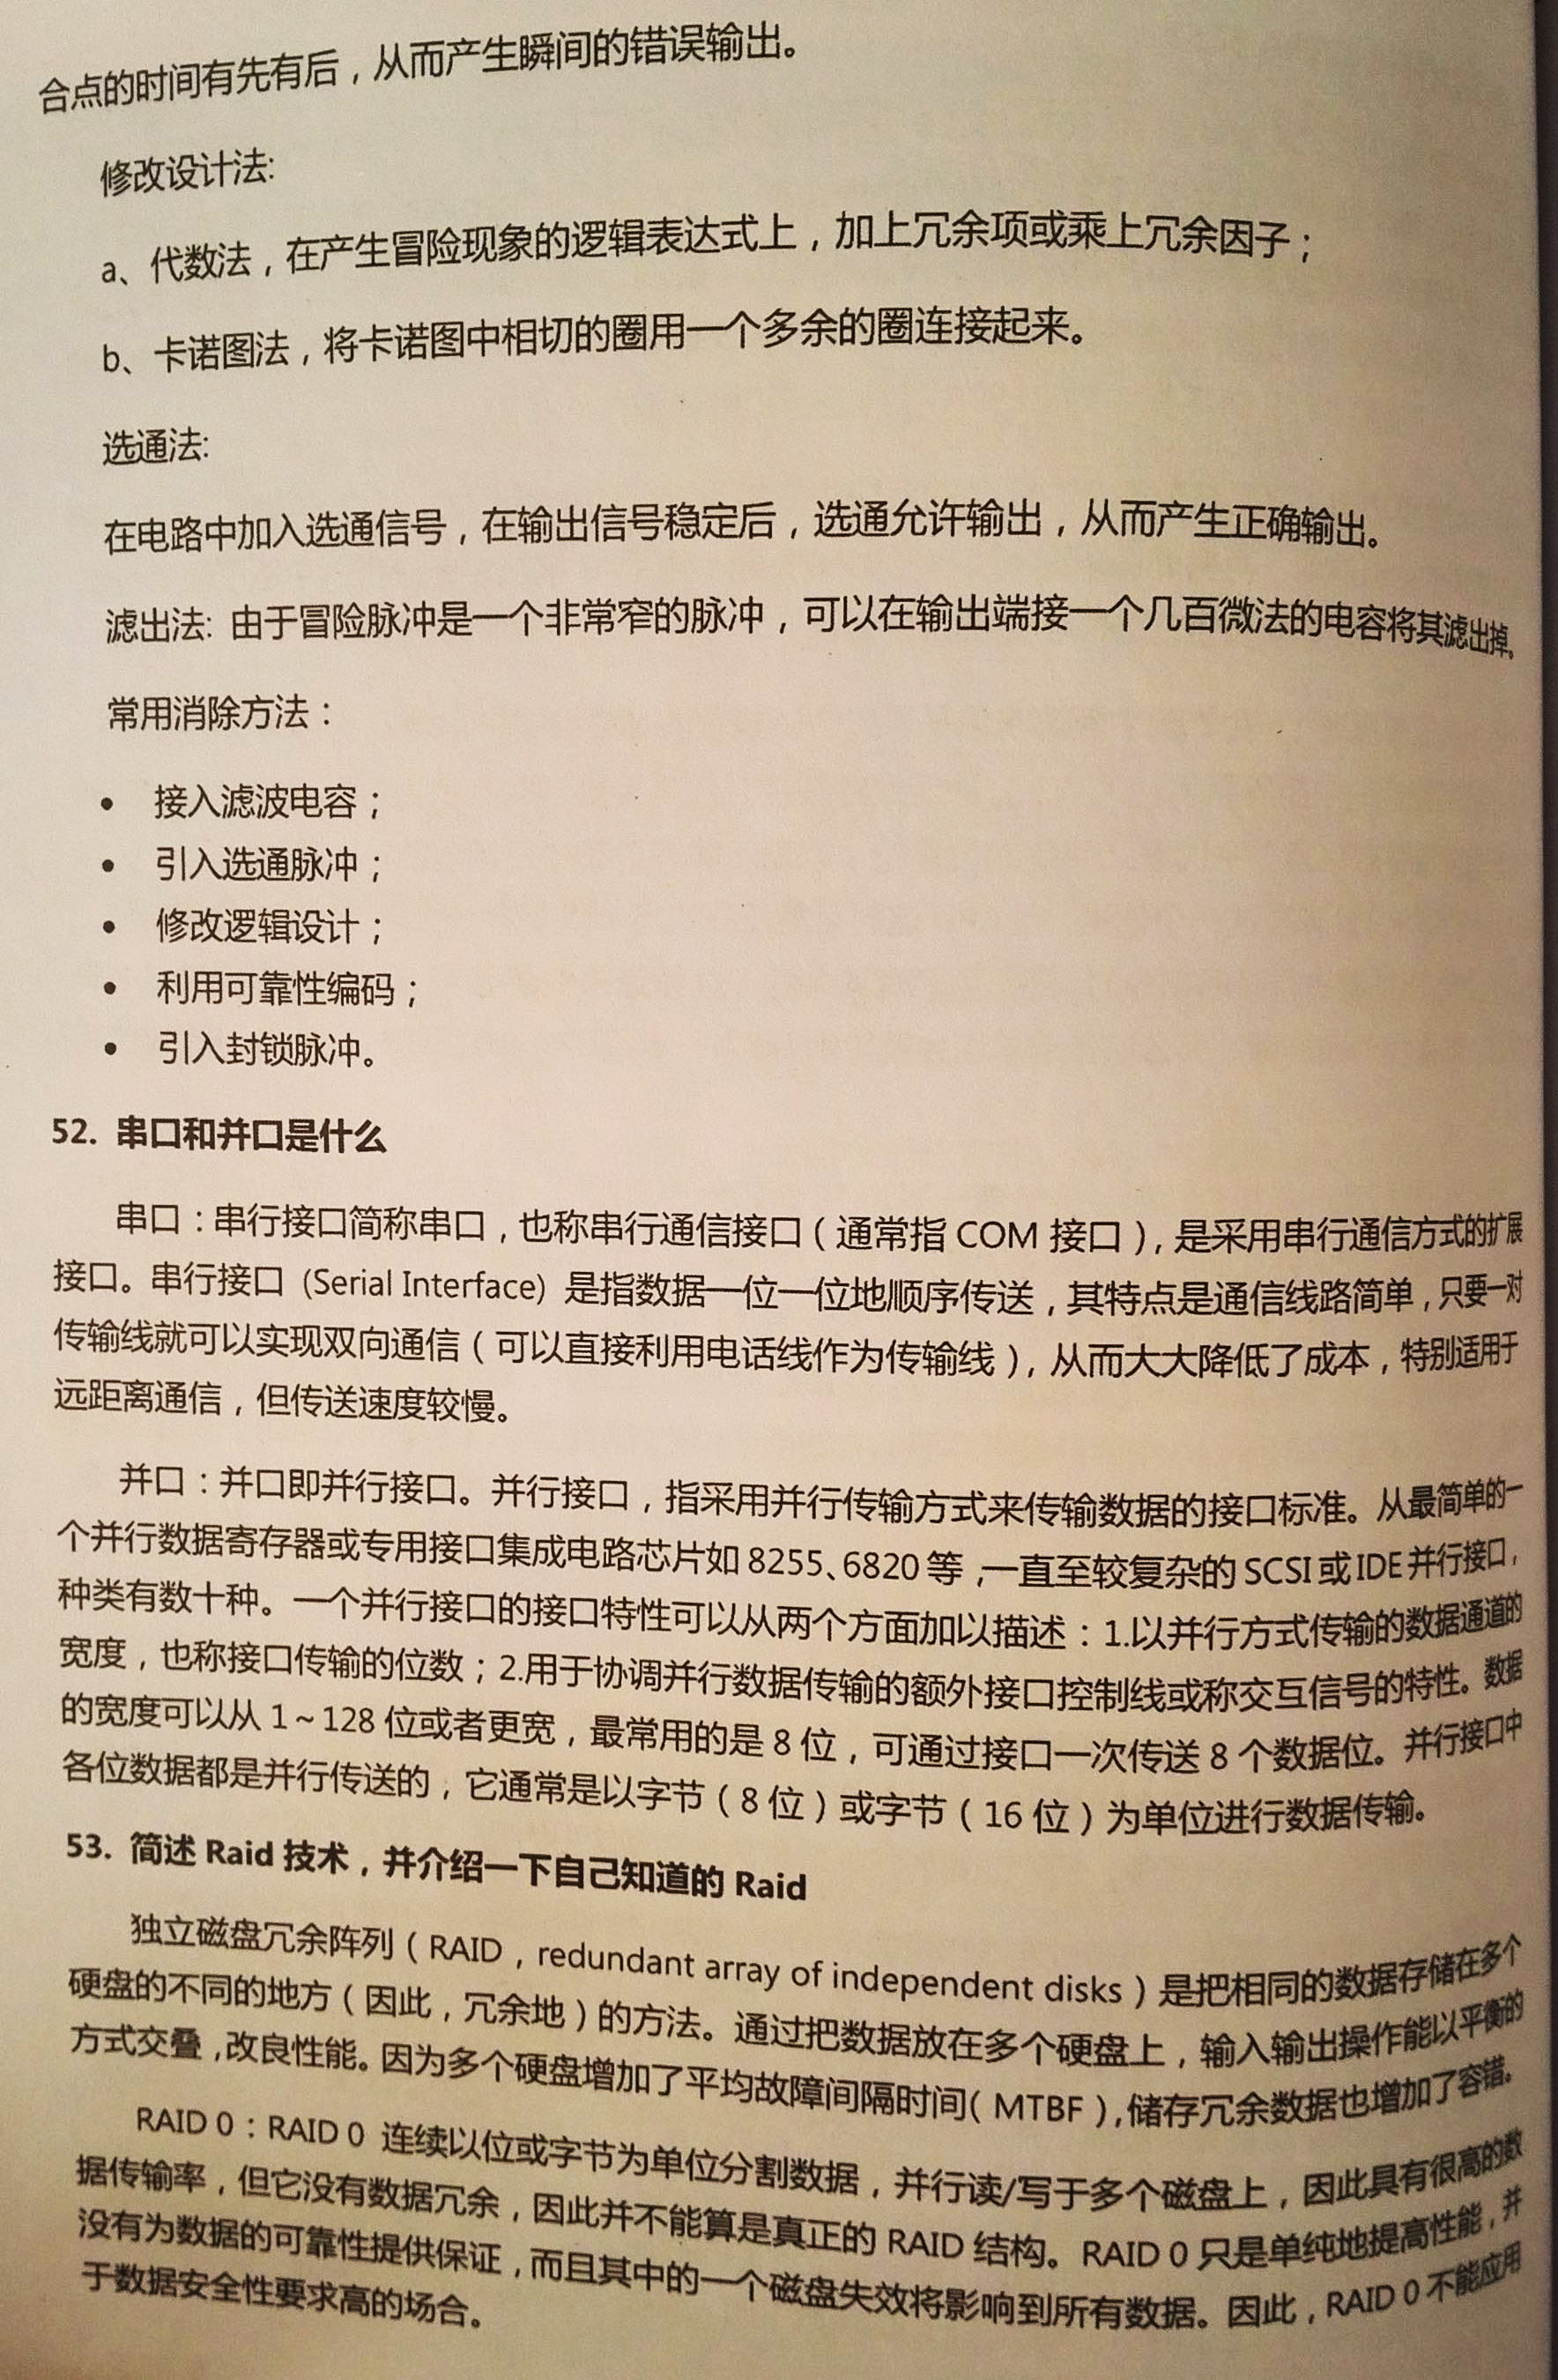 合点的时间有先有后，从而产生瞬间的错误输出。
修改设计法:
a、代数法，在产生冒险现象的逻辑表达式上，加上冗余项或乘上冗余因子；
b、卡诺图法，将卡诺图中相切的圈用一个多余的圈连接起来。
选通法:
在电路中加入选通信号，在输出信号稳定后，选通允许输出，从而产生正确输出。
滤出法: 由于冒险脉冲是一个非常窄的脉冲，可以在输出端接一个几百微法的电容将其滤出掉。
常用消除方法：
• 接入滤波电容；
• 引入选通脉冲；
• 修改逻辑设计；
• 利用可靠性编码；
• 引入封锁脉冲。
52. 串口和并口是什么
串口：串行接口简称串口，也称串行通信接口（通常指 COM 接口），是采用串行通信方式的扩展
接口。串行接口 (Serial Interface) 是指数据一位一位地顺序传送，其特点是通信线路简单，只要一对
传输线就可以实现双向通信（可以直接利用电话线作为传输线），从而大大降低了成本，特别适用于
远距离通信，但传送速度较慢。
并口：并口即并行接口。并行接口，指采用并行传输方式来传输数据的接口标准。从最简单的一
个并行数据寄存器或专用接口集成电路芯片如 8255、6820 等，一直至较复杂的 SCSI 或 IDE 并行接口，
种类有数十种。一个并行接口的接口特性可以从两个方面加以描述：1.以并行方式传输的数据通道的
宽度，也称接口传输的位数；2.用于协调并行数据传输的额外接口控制线或称交互信号的特性。数据
的宽度可以从 1～128 位或者更宽，最常用的是 8 位，可通过接口一次传送 8 个数据位。并行接口中
各位数据都是并行传送的，它通常是以字节（8 位）或字节（16 位）为单位进行数据传输。
53. 简述 Raid 技术，并介绍一下自己知道的 Raid
独立磁盘冗余阵列（RAID，redundant array of independent disks）是把相同的数据存储在多个
硬盘的不同的地方（因此，冗余地）的方法。通过把数据放在多个硬盘上，输入输出操作能以平衡的
方式交叠，改良性能。因为多个硬盘增加了平均故障间隔时间（MTBF），储存冗余数据也增加了容错。
RAID 0：RAID 0 连续以位或字节为单位分割数据，并行读/写于多个磁盘上，因此具有很高的数
据传输率，但它没有数据冗余，因此并不能算是真正的 RAID 结构。RAID 0 只是单纯地提高性能，并
没有为数据的可靠性提供保证，而且其中的一个磁盘失效将影响到所有数据。因此，RAID 0 不能应用
于数据安全性要求高的场合。